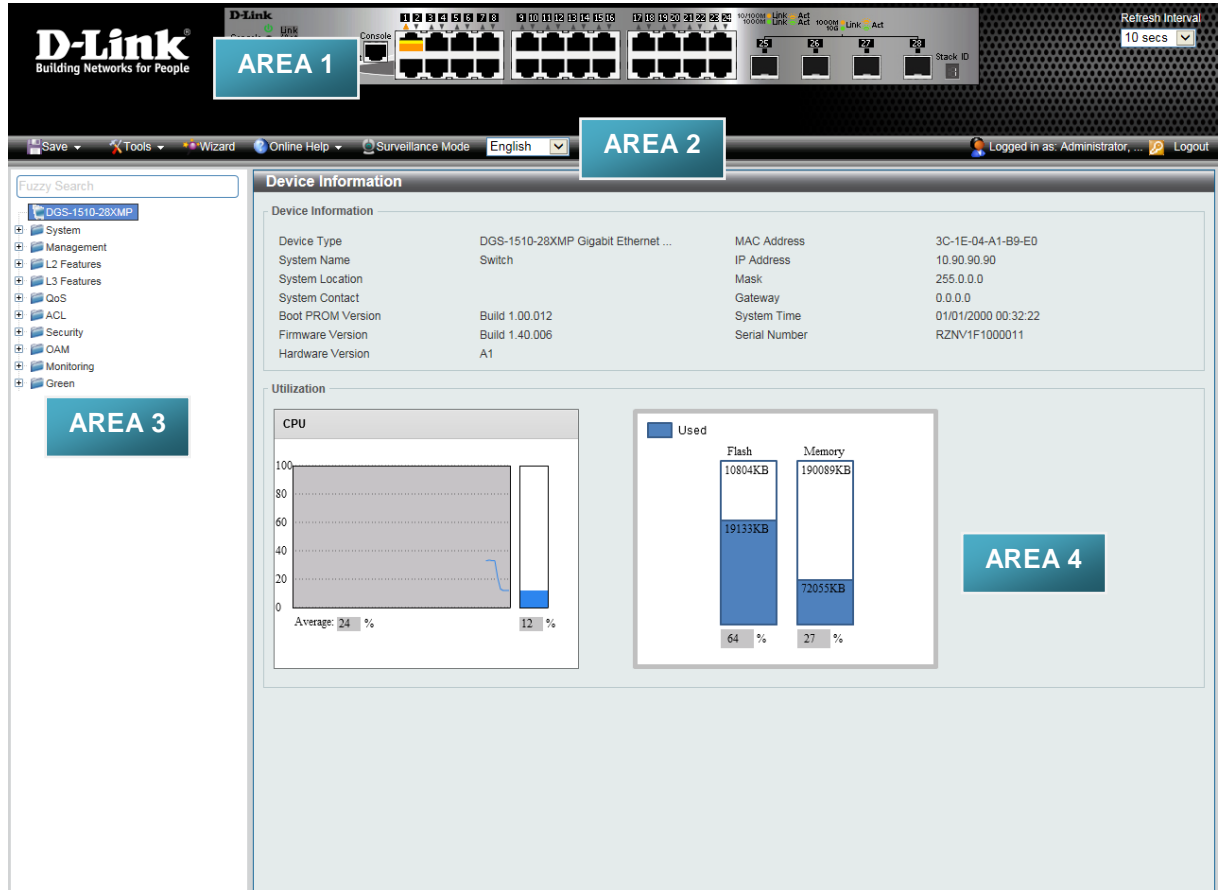 D-Link
Building Networks for People
D-Link
Link
Console
1 2 3 4 5 6 7 8 9 10 11 12 13 14 15 16 17 18 19 20 21 22 23 24
10/100M Link Act
1000M Link Act
1000M Link Act
10G
25 26 27 28
Stack ID
Refresh Interval
10 secs
AREA 1
Save Tools Wizard Online Help Surveillance Mode English
AREA 2
Logged in as: Administrator, ... Logout
Fuzzy Search
DGS-1510-28XMP
System
Management
L2 Features
L3 Features
QoS
ACL
Security
OAM
Monitoring
Green
AREA 3
Device Information
Device Information
Device Type DGS-1510-28XMP Gigabit Ethernet ... MAC Address 3C-1E-04-A1-B9-E0
System Name Switch IP Address 10.90.90.90
System Location Mask 255.0.0.0
System Contact Gateway 0.0.0.0
Boot PROM Version Build 1.00.012 System Time 01/01/2000 00:32:22
Firmware Version Build 1.40.006 Serial Number RZNV1F1000011
Hardware Version A1
Utilization
CPU
100
80
60
40
20
0
Average: 24 % 12 %
Used
Flash Memory
10804KB 190089KB
19133KB
72055KB
64 % 27 %
AREA 4